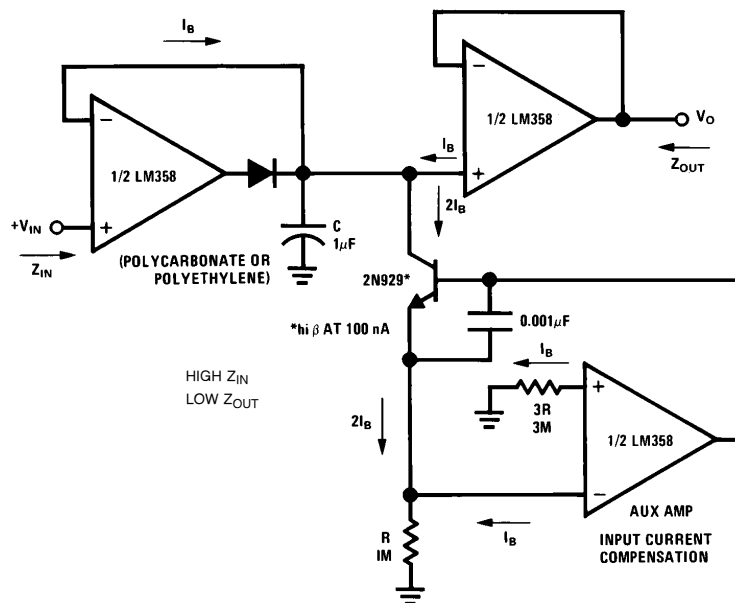 I_B
−
1/2 LM358
+
+V_IN
Z_IN
C
1μF
(POLYCARBONATE OR
POLYETHYLENE)
−
1/2 LM358
+
I_B
V_O
Z_OUT
2I_B
2N929*
*hi β AT 100 nA
0.001μF
HIGH Z_IN
LOW Z_OUT
I_B
3R
3M
+
1/2 LM358
−
2I_B
AUX AMP
INPUT CURRENT
COMPENSATION
I_B
R
1M